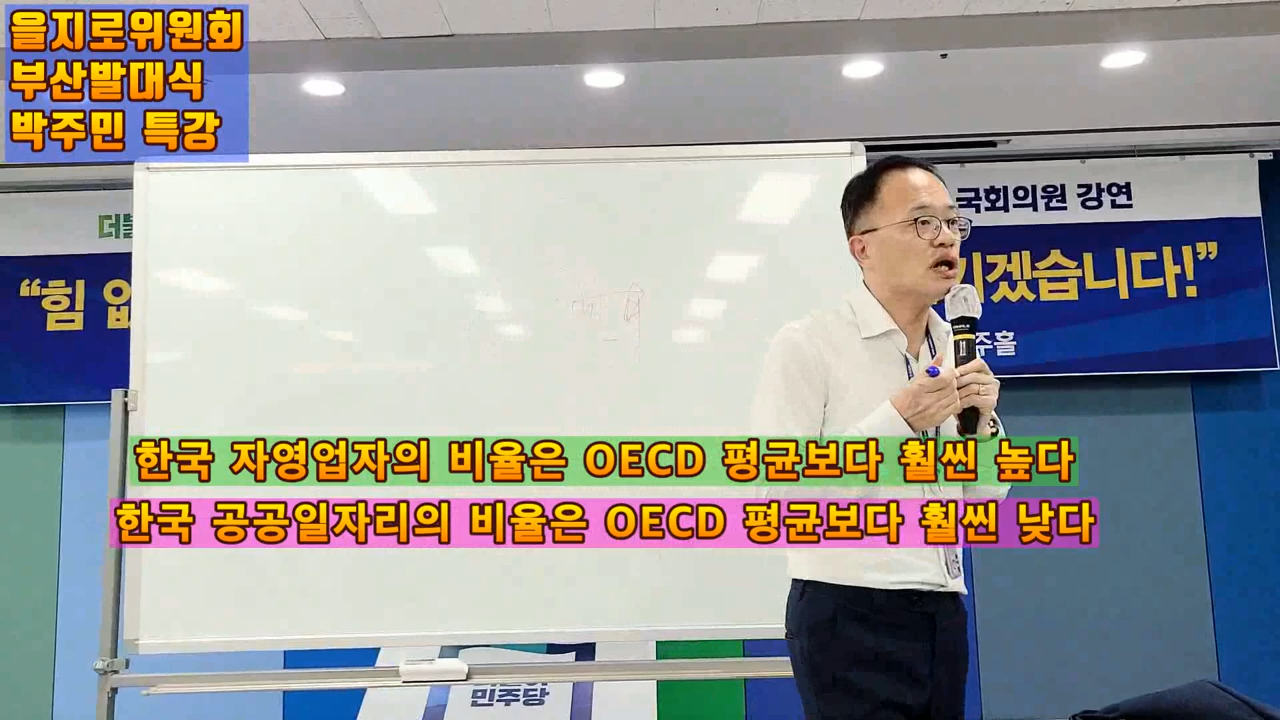 을지로위원회
부산발대식
박주민 특강
국회의원 강연
“힘
겠습니다!”
한국 자영업자의 비율은 OECD 평균보다 훨씬 높다
한국 공공일자리의 비율은 OECD 평균보다 훨씬 낮다
민주당